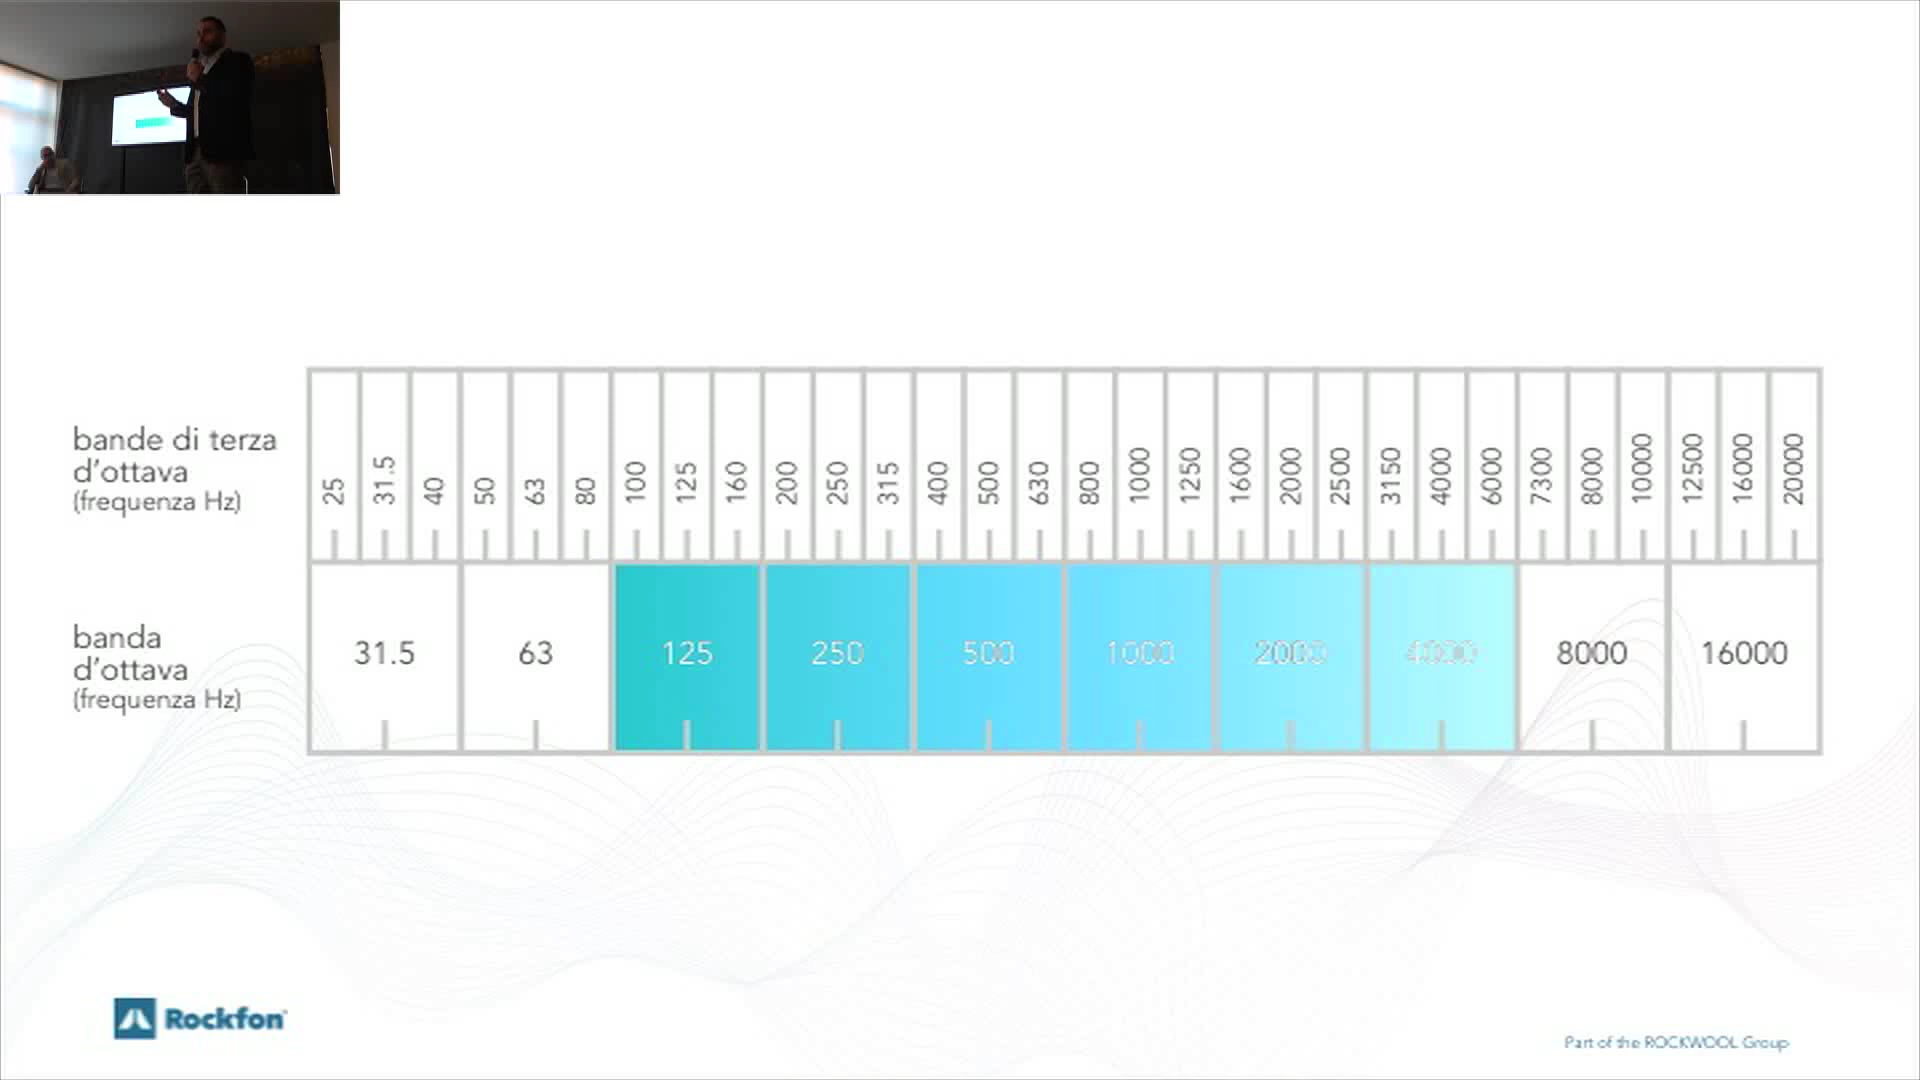 bande di terza
d'ottava
(frequenza Hz)
25 31.5 40 50 63 80 100 125 160 200 250 315 400 500 630 800 1000 1250 1600 2000 2500 3150 4000 6000 7300 8000 10000 12500 16000 20000
banda
d'ottava
(frequenza Hz)
31.5 63 125 250 500 1000 2000 4000 8000 16000
Rockfon
Part of the ROCKWOOL Group